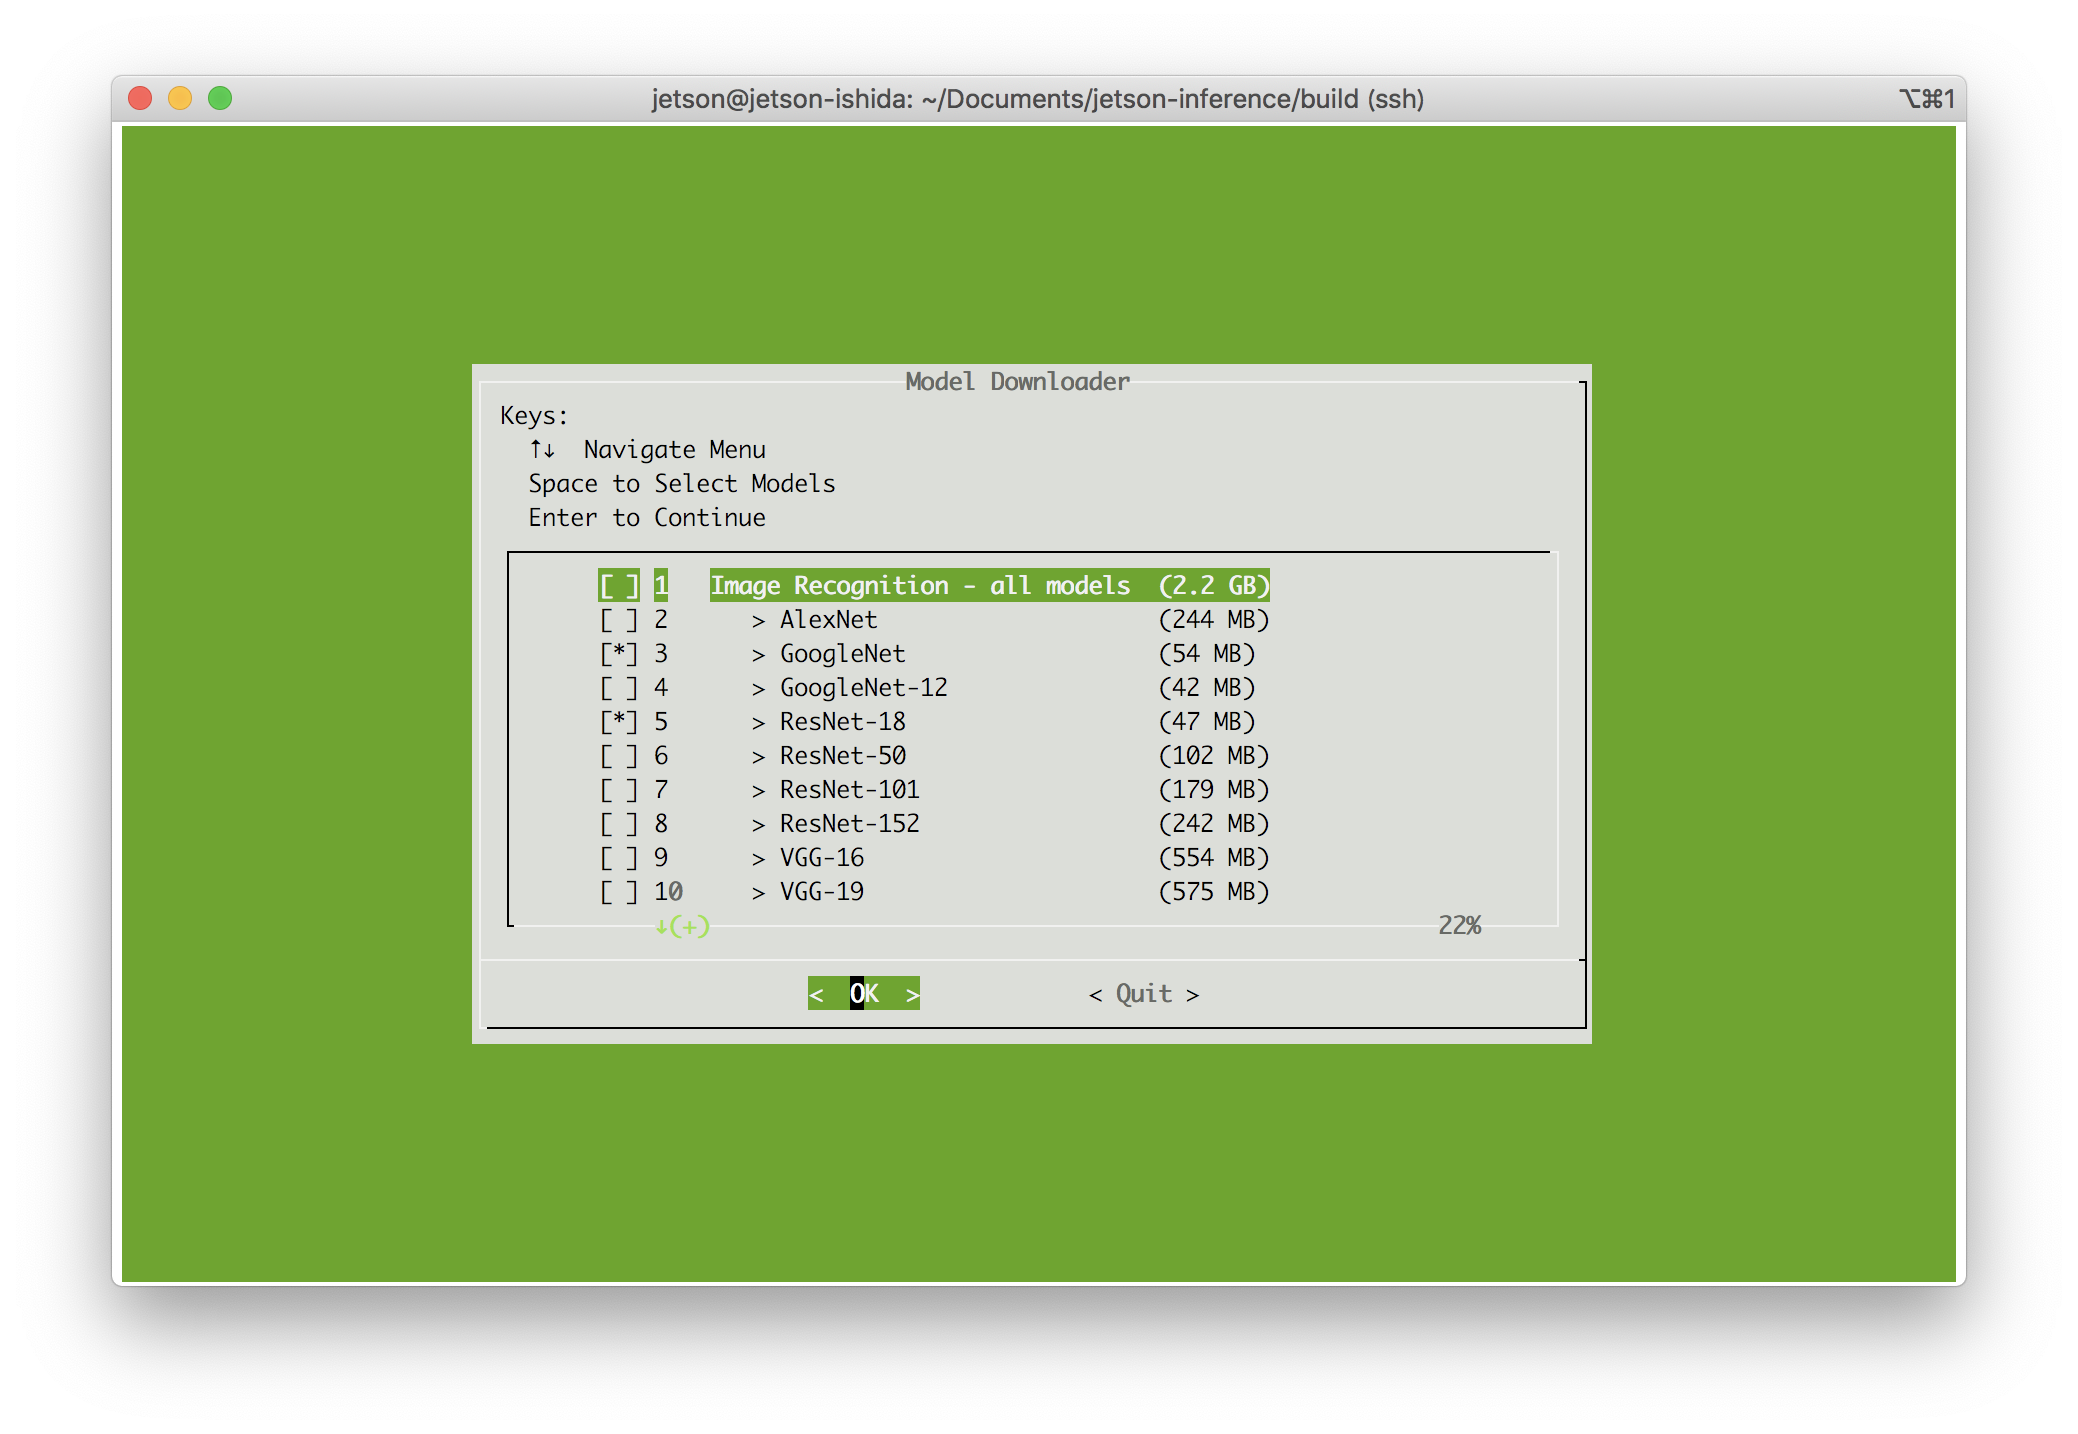 jetson@jetson-ishida: ~/Documents/jetson-inference/build (ssh) ⌥⌘1
Model Downloader
Keys:
↑↓ Navigate Menu
Space to Select Models
Enter to Continue
[ ] 1 Image Recognition - all models (2.2 GB)
[ ] 2 > AlexNet (244 MB)
[*] 3 > GoogleNet (54 MB)
[ ] 4 > GoogleNet-12 (42 MB)
[*] 5 > ResNet-18 (47 MB)
[ ] 6 > ResNet-50 (102 MB)
[ ] 7 > ResNet-101 (179 MB)
[ ] 8 > ResNet-152 (242 MB)
[ ] 9 > VGG-16 (554 MB)
[ ] 10 > VGG-19 (575 MB)
↓(+) 22%
< OK > < Quit >